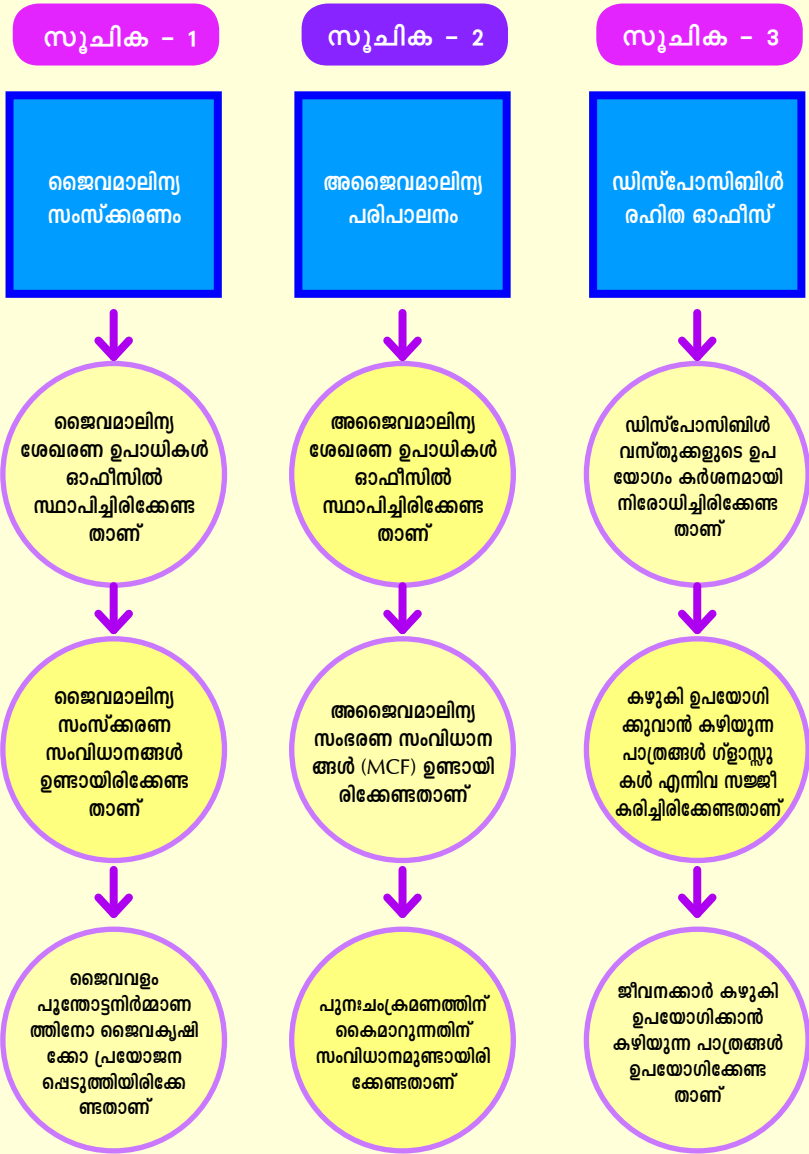 സൂചിക - 1
ജൈവമാലിന്യ
സംസ്ക്കരണം
ജൈവമാലിന്യ
ശേഖരണ ഉപാധികൾ
ഓഫീസിൽ
സ്ഥാപിച്ചിരിക്കേണ്ട
താണ്
ജൈവമാലിന്യ
സംസ്ക്കരണ
സംവിധാനങ്ങൾ
ഉണ്ടായിരിക്കേണ്ട
താണ്
ജൈവവളം
പൂന്തോട്ടനിർമ്മാണ
ത്തിനോ ജൈവകൃഷി
ക്കോ പ്രയോജന
പ്പെടുത്തിയിരിക്കേ
ണ്ടതാണ്
സൂചിക - 2
അജൈവമാലിന്യ
പരിപാലനം
അജൈവമാലിന്യ
ശേഖരണ ഉപാധികൾ
ഓഫീസിൽ
സ്ഥാപിച്ചിരിക്കേണ്ട
താണ്
അജൈവമാലിന്യ
സംഭരണ സംവിധാന
ങ്ങൾ (MCF) ഉണ്ടായി
രിക്കേണ്ടതാണ്
പുനഃചംക്രമണത്തിന്
കൈമാറുന്നതിന്
സംവിധാനമുണ്ടായിരി
ക്കേണ്ടതാണ്
സൂചിക - 3
ഡിസ്പോസിബിൾ
രഹിത ഓഫീസ്
ഡിസ്പോസിബിൾ
വസ്തുക്കളുടെ ഉപ
യോഗം കർശനമായി
നിരോധിച്ചിരിക്കേണ്ട
താണ്
കഴുകി ഉപയോഗി
ക്കുവാൻ കഴിയുന്ന
പാത്രങ്ങൾ ഗ്ളാസ്സു
കൾ എന്നിവ സജ്ജീ
കരിച്ചിരിക്കേണ്ടതാണ്
ജീവനക്കാർ കഴുകി
ഉപയോഗിക്കാൻ
കഴിയുന്ന പാത്രങ്ങൾ
ഉപയോഗിക്കേണ്ട
താണ്